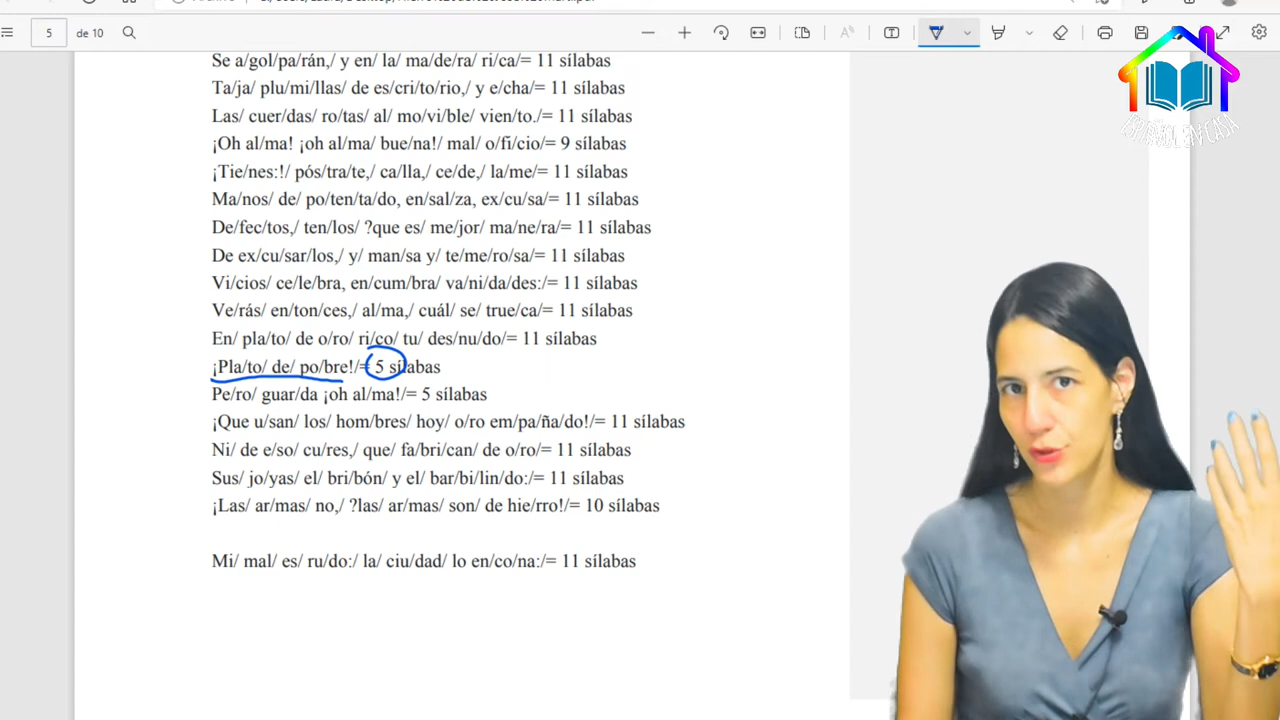 5 de 10
Se a/gol/pa/rán,/ y en/ la/ ma/de/ra/ ri/ca/= 11 sílabas
Ta/ja/ plu/mi/llas/ de es/cri/to/rio,/ y e/cha/= 11 sílabas
Las/ cuer/das/ ro/tas/ al/ mo/vi/ble/ vien/to./= 11 sílabas
¡Oh al/ma! ¡oh al/ma/ bue/na!/ mal/ o/fi/cio/= 9 sílabas
¡Tie/nes:!/ pós/tra/te,/ ca/lla,/ ce/de,/ la/me/= 11 sílabas
Ma/nos/ de/ po/ten/ta/do, en/sal/za, ex/cu/sa/= 11 sílabas
De/fec/tos,/ ten/los/ ?que es/ me/jor/ ma/ne/ra/= 11 sílabas
De ex/cu/sar/los,/ y/ man/sa y/ te/me/ro/sa/= 11 sílabas
Vi/cios/ ce/le/bra, en/cum/bra/ va/ni/da/des:/= 11 sílabas
Ve/rás/ en/ton/ces,/ al/ma,/ cuál/ se/ true/ca/= 11 sílabas
En/ pla/to/ de o/ro/ ri/co/ tu/ des/nu/do/= 11 sílabas
¡Pla/to/ de/ po/bre!/= 5 sílabas
Pe/ro/ guar/da ¡oh al/ma!/= 5 sílabas
¡Que u/san/ los/ hom/bres/ hoy/ o/ro em/pa/ña/do!/= 11 sílabas
Ni/ de e/so/ cu/res,/ que/ fa/bri/can/ de o/ro/= 11 sílabas
Sus/ jo/yas/ el/ bri/bón/ y el/ bar/bi/lin/do:/= 11 sílabas
¡Las/ ar/mas/ no,/ ?las/ ar/mas/ son/ de hie/rro!/= 10 sílabas
Mi/ mal/ es/ ru/do:/ la/ ciu/dad/ lo en/co/na:/= 11 sílabas
ESPAÑOL EN CASA